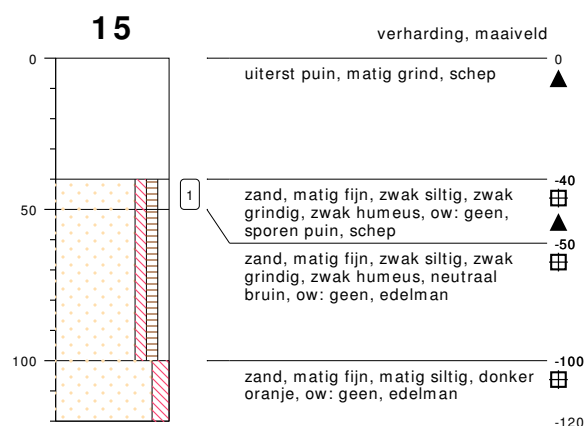 15
verharding, maaiveld
0
0
uiterst puin, matig grind, schep
-40
1
zand, matig fijn, zwak siltig, zwak
grindig, zwak humeus, ow: geen,
sporen puin, schep
50
-50
zand, matig fijn, zwak siltig, zwak
grindig, zwak humeus, neutraal
bruin, ow: geen, edelman
100
-100
zand, matig fijn, matig siltig, donker
oranje, ow: geen, edelman
-120